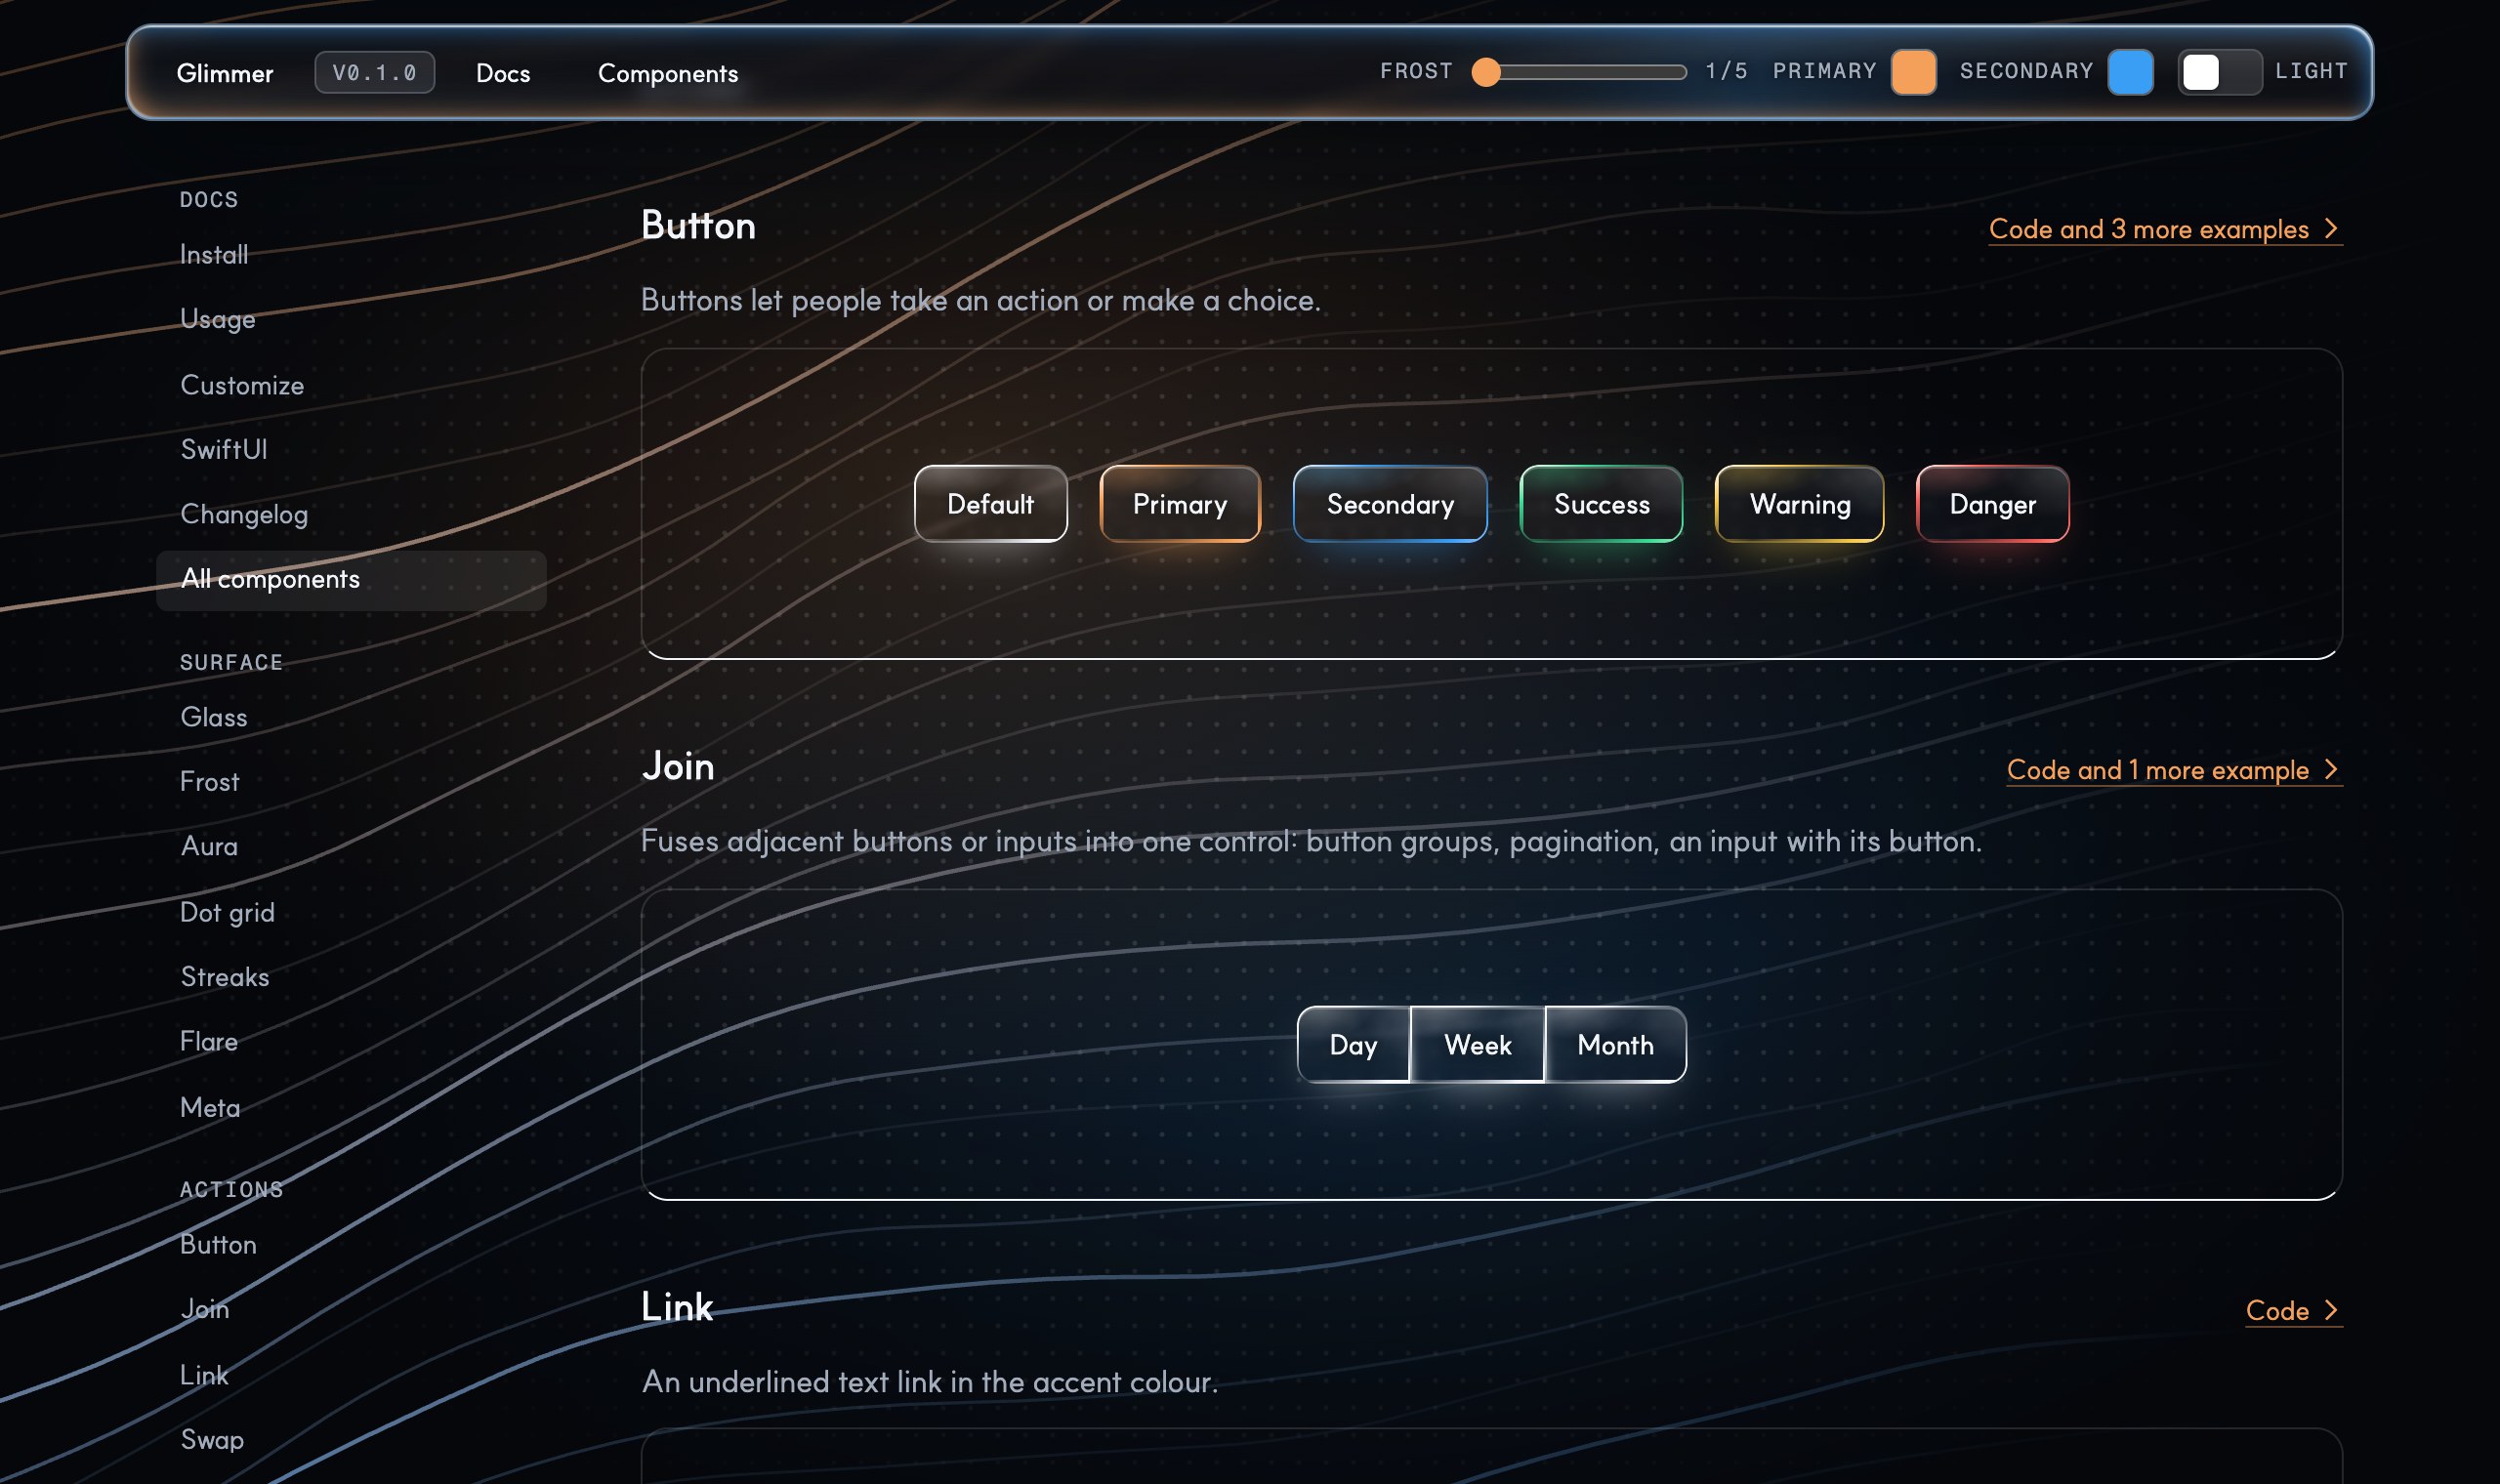 Glimmer V0.1.0 Docs Components FROST 1/5 PRIMARY SECONDARY LIGHT
DOCS
Install
Usage
Customize
SwiftUI
Changelog
All components
SURFACE
Glass
Frost
Aura
Dot grid
Streaks
Flare
Meta
ACTIONS
Button
Join
Link
Swap
Button
Code and 3 more examples
Buttons let people take an action or make a choice.
Default Primary Secondary Success Warning Danger
Join
Code and 1 more example
Fuses adjacent buttons or inputs into one control: button groups, pagination, an input with its button.
Day Week Month
Link
Code
An underlined text link in the accent colour.